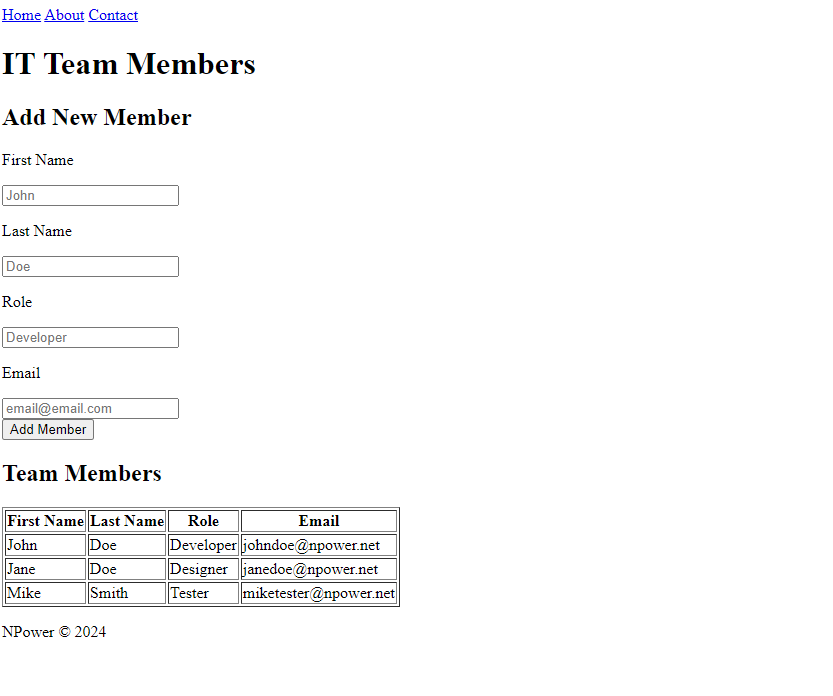 Home About Contact
IT Team Members
Add New Member
First Name
John
Last Name
Doe
Role
Developer
Email
email@email.com
Add Member
Team Members
First Name Last Name Role Email
John Doe Developer johndoe@npower.net
Jane Doe Designer janedoe@npower.net
Mike Smith Tester miketester@npower.net
NPower © 2024